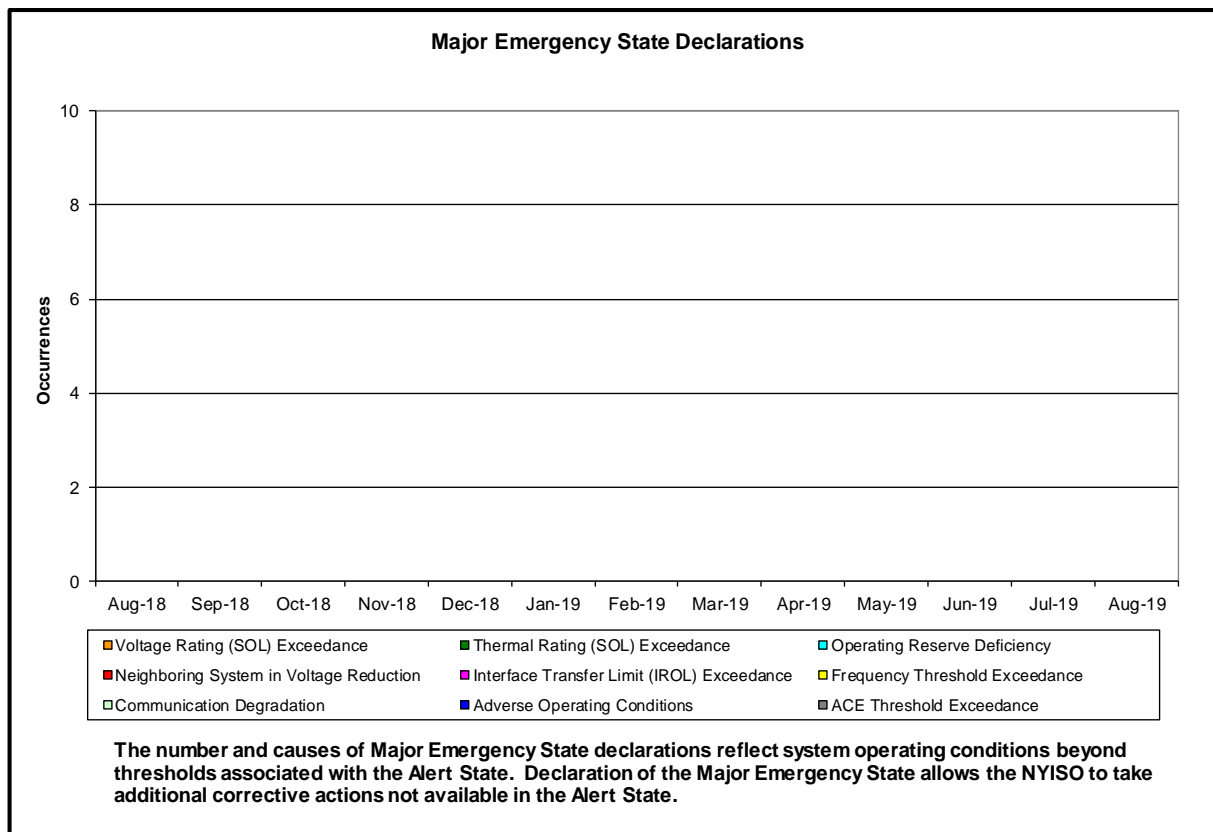 Major Emergency State Declarations
10
8
6
4
2
0
Occurrences
Aug-18 Sep-18 Oct-18 Nov-18 Dec-18 Jan-19 Feb-19 Mar-19 Apr-19 May-19 Jun-19 Jul-19 Aug-19
Voltage Rating (SOL) Exceedance Thermal Rating (SOL) Exceedance Operating Reserve Deficiency
Neighboring System in Voltage Reduction Interface Transfer Limit (IROL) Exceedance Frequency Threshold Exceedance
Communication Degradation Adverse Operating Conditions ACE Threshold Exceedance
The number and causes of Major Emergency State declarations reflect system operating conditions beyond
thresholds associated with the Alert State.  Declaration of the Major Emergency State allows the NYISO to take
additional corrective actions not available in the Alert State.